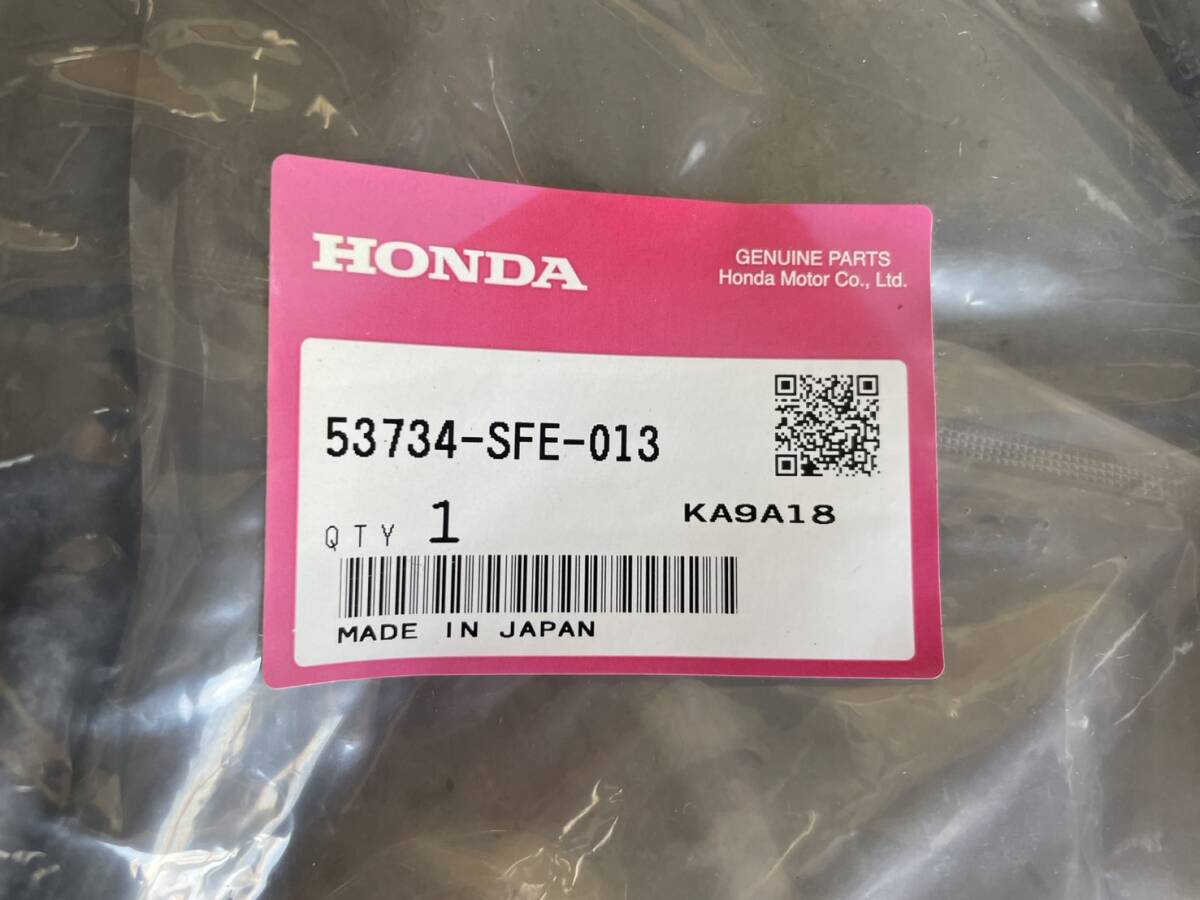 HONDA
GENUINE PARTS
Honda Motor Co., Ltd.
53734-SFE-013
QTY 1
KA9A18
MADE IN JAPAN